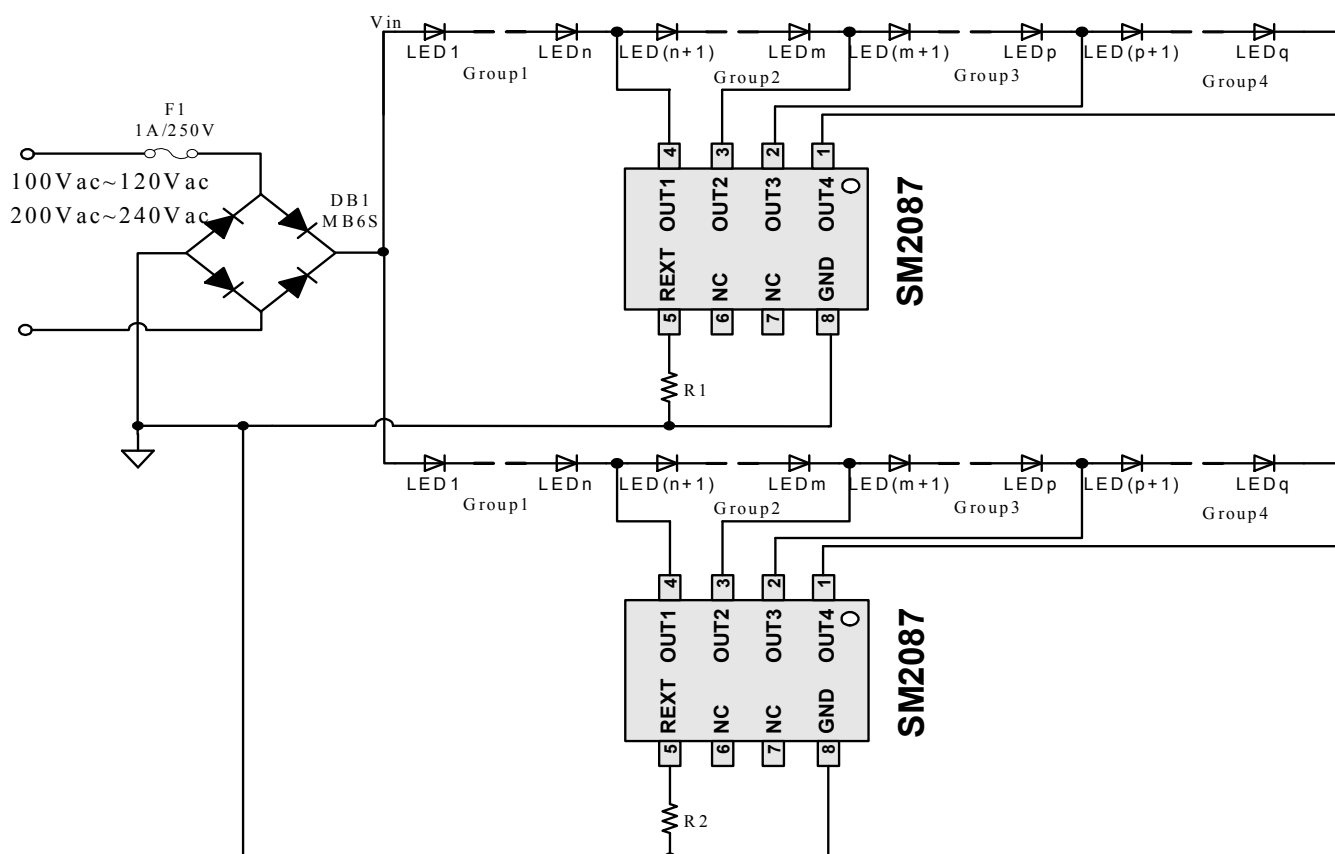 Vin
LED1 LEDn LED(n+1) LEDm LED(m+1) LEDp LED(p+1) LEDq
Group1 Group2 Group3 Group4
F1
1A/250V
100Vac~120Vac
200Vac~240Vac
DB1
MB6S
4 3 2 1
OUT1 OUT2 OUT3 OUT4
REXT NC NC GND
5 6 7 8
SM2087
R1
LED1 LEDn LED(n+1) LEDm LED(m+1) LEDp LED(p+1) LEDq
Group1 Group2 Group3 Group4
4 3 2 1
OUT1 OUT2 OUT3 OUT4
REXT NC NC GND
5 6 7 8
SM2087
R2